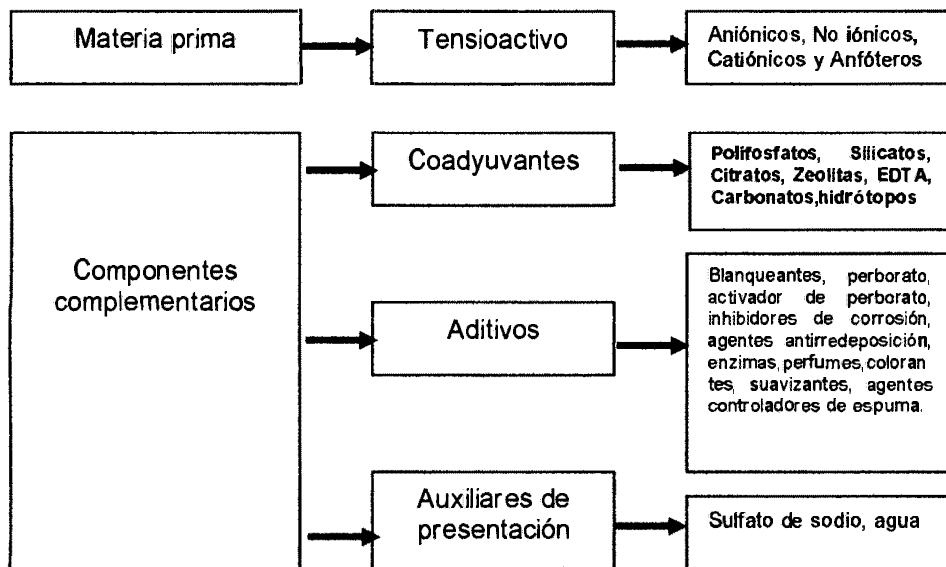 Materia prima
Tensioactivo
Aniónicos, No iónicos,
Catiónicos y Anfóteros
Componentes
complementarios
Coadyuvantes
Polifosfatos, Silicatos,
Citratos, Zeolitas, EDTA,
Carbonatos,hidrótopos
Aditivos
Blanqueantes, perborato,
activador de perborato,
inhibidores de corrosión,
agentes antirredeposición,
enzimas,perfumes,coloran
tes, suavizantes, agentes
controladores de espuma.
Auxiliares de
presentación
Sulfato de sodio, agua